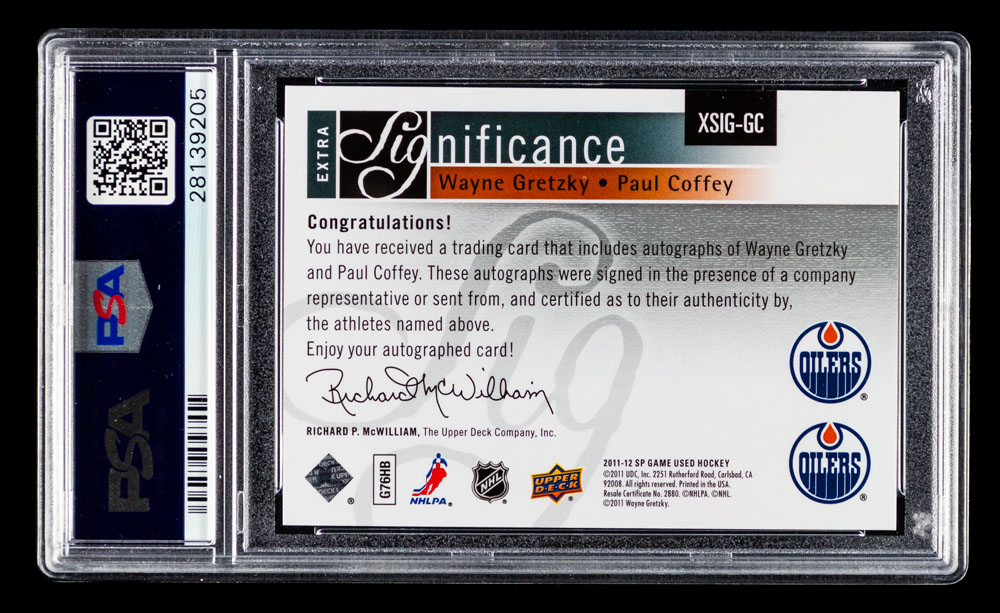 28139205
PSA
PSA
EXTRA
Significance
XSIG-GC
Wayne Gretzky • Paul Coffey
Congratulations!
You have received a trading card that includes autographs of Wayne Gretzky
and Paul Coffey. These autographs were signed in the presence of a company
representative or sent from, and certified as to their authenticity by,
the athletes named above.
Enjoy your autographed card!
Richard McWilliam
RICHARD P. McWILLIAM, The Upper Deck Company, Inc.
OILERS ®
OILERS ®
®
G76HB
NHLPA®
NHL ®
UPPER DECK
2011-12 SP GAME USED HOCKEY
©2011 UDC, Inc. 2251 Rutherford Road, Carlsbad, CA
92008. All rights reserved. Printed in the USA.
Resale Certificate No. 2880. ©NHLPA. ©NHL.
©2011 Wayne Gretzky.